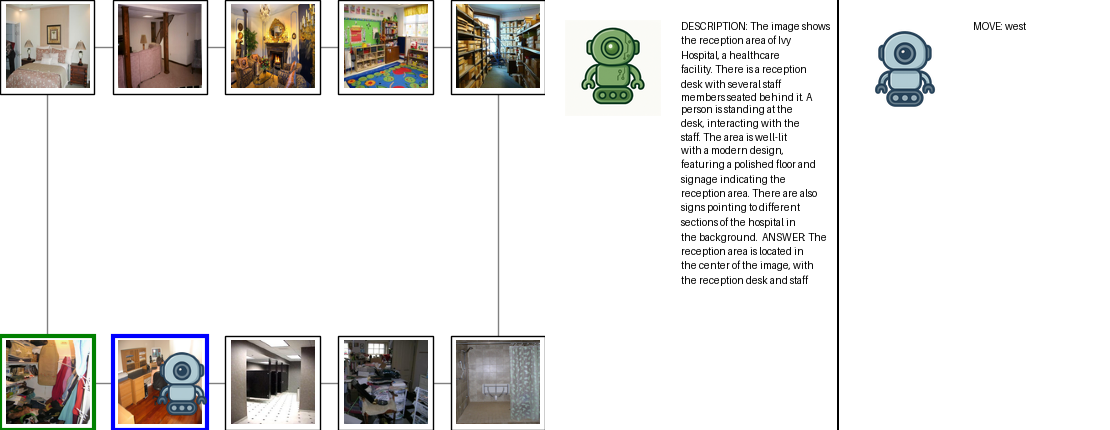 DESCRIPTION: The image shows
the reception area of Ivy
Hospital, a healthcare
facility. There is a reception
desk with several staff
members seated behind it. A
person is standing at the
desk, interacting with the
staff. The area is well-lit
with a modern design,
featuring a polished floor and
signage indicating the
reception area. There are also
signs pointing to different
sections of the hospital in
the background.  ANSWER: The
reception area is located in
the center of the image, with
the reception desk and staff
MOVE: west